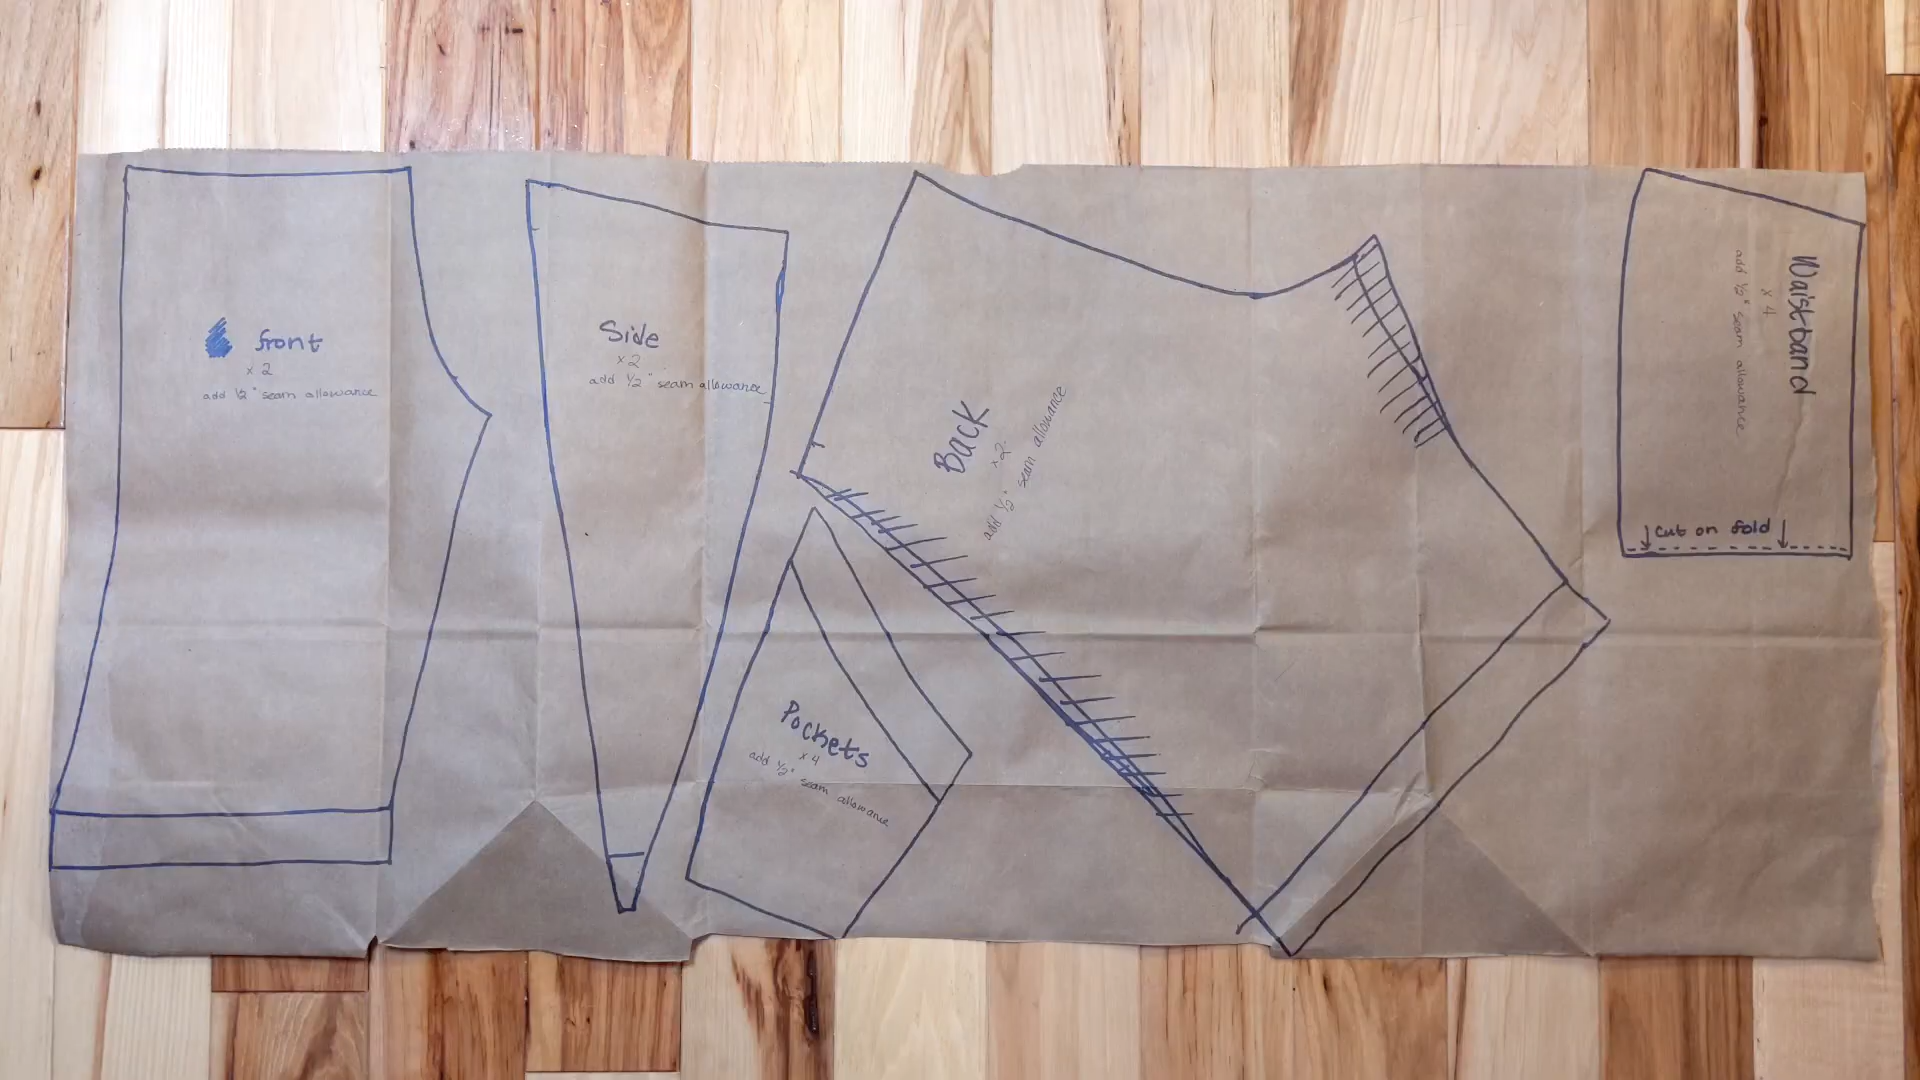 front
x 2
add 1/2" seam allowance
Side
x 2
add 1/2" seam allowance
Back
x 2
add 1/2" seam allowance
Pockets
x 4
add 1/2" seam allowance
Waistband
x 4
add 1/2" seam allowance
cut on fold